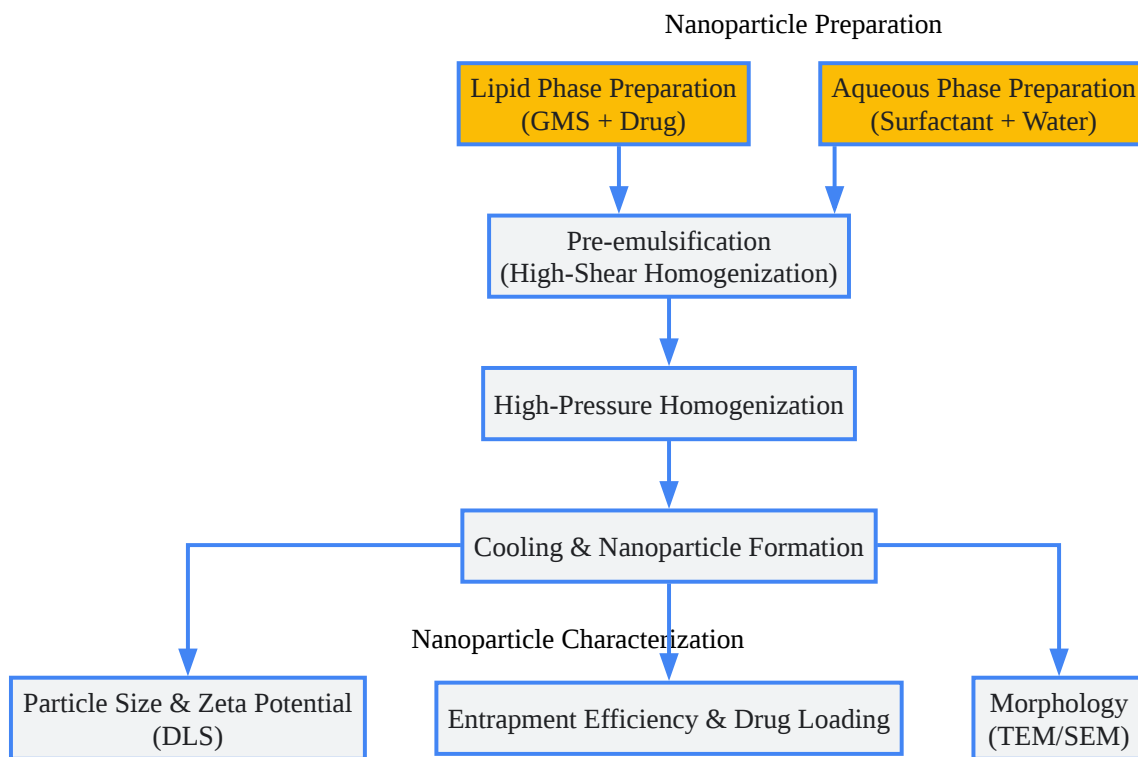 Nanoparticle Preparation
Lipid Phase Preparation
(GMS + Drug)
Aqueous Phase Preparation
(Surfactant + Water)
Pre-emulsification
(High-Shear Homogenization)
High-Pressure Homogenization
Cooling & Nanoparticle Formation
Nanoparticle Characterization
Particle Size & Zeta Potential
(DLS)
Entrapment Efficiency & Drug Loading
Morphology
(TEM/SEM)